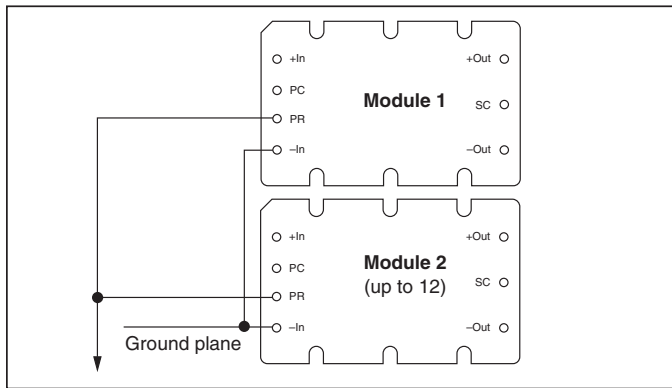 +In
+Out
PC
Module 1
SC
PR
–In
–Out
+In
+Out
Module 2
PC
(up to 12)
SC
PR
–In
–Out
Ground plane